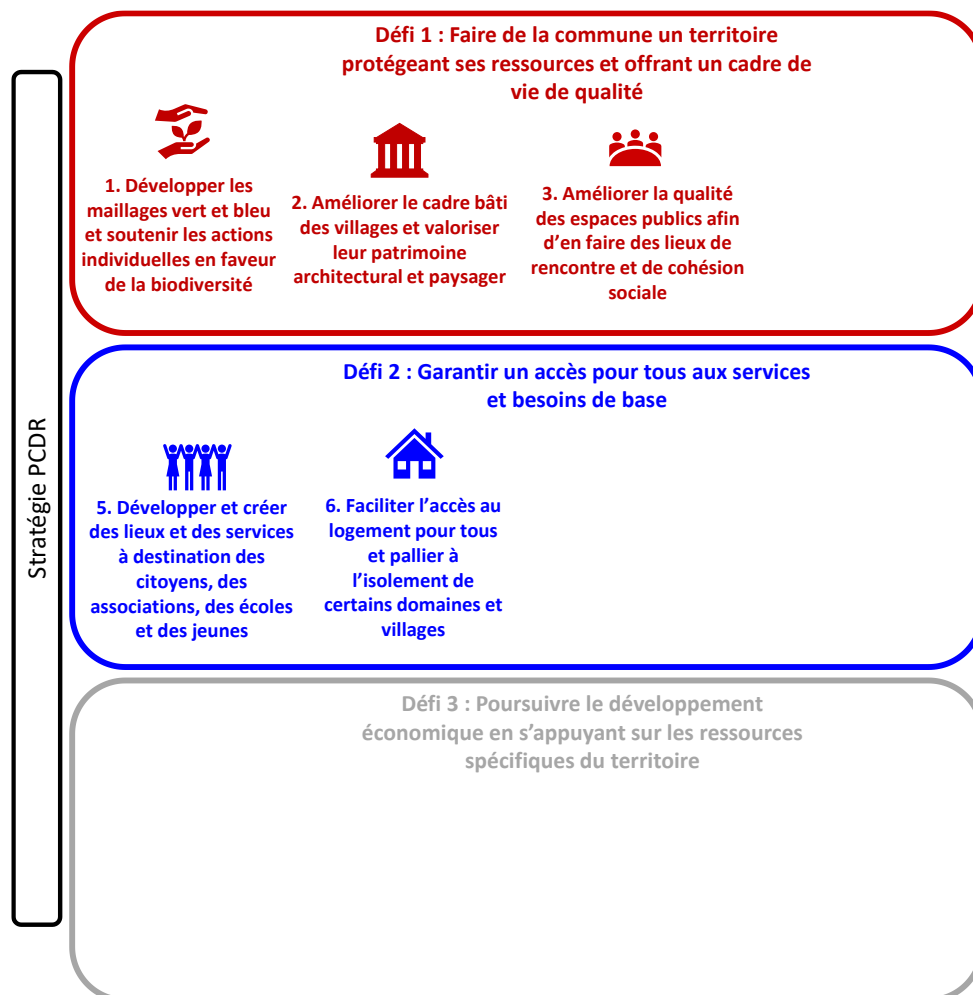 Stratégie PCDR
Défi 1 : Faire de la commune un territoire
protégeant ses ressources et offrant un cadre de
vie de qualité
1. Développer les
maillages vert et bleu
et soutenir les actions
individuelles en faveur
de la biodiversité
2. Améliorer le cadre bâti
des villages et valoriser
leur patrimoine
architectural et paysager
3. Améliorer la qualité
des espaces publics afin
d’en faire des lieux de
rencontre et de cohésion
sociale
Défi 2 : Garantir un accès pour tous aux services
et besoins de base
5. Développer et créer
des lieux et des services
à destination des
citoyens, des
associations, des écoles
et des jeunes
6. Faciliter l’accès au
logement pour tous
et pallier à
l’isolement de
certains domaines et
villages
Défi 3 : Poursuivre le développement
économique en s’appuyant sur les ressources
spécifiques du territoire